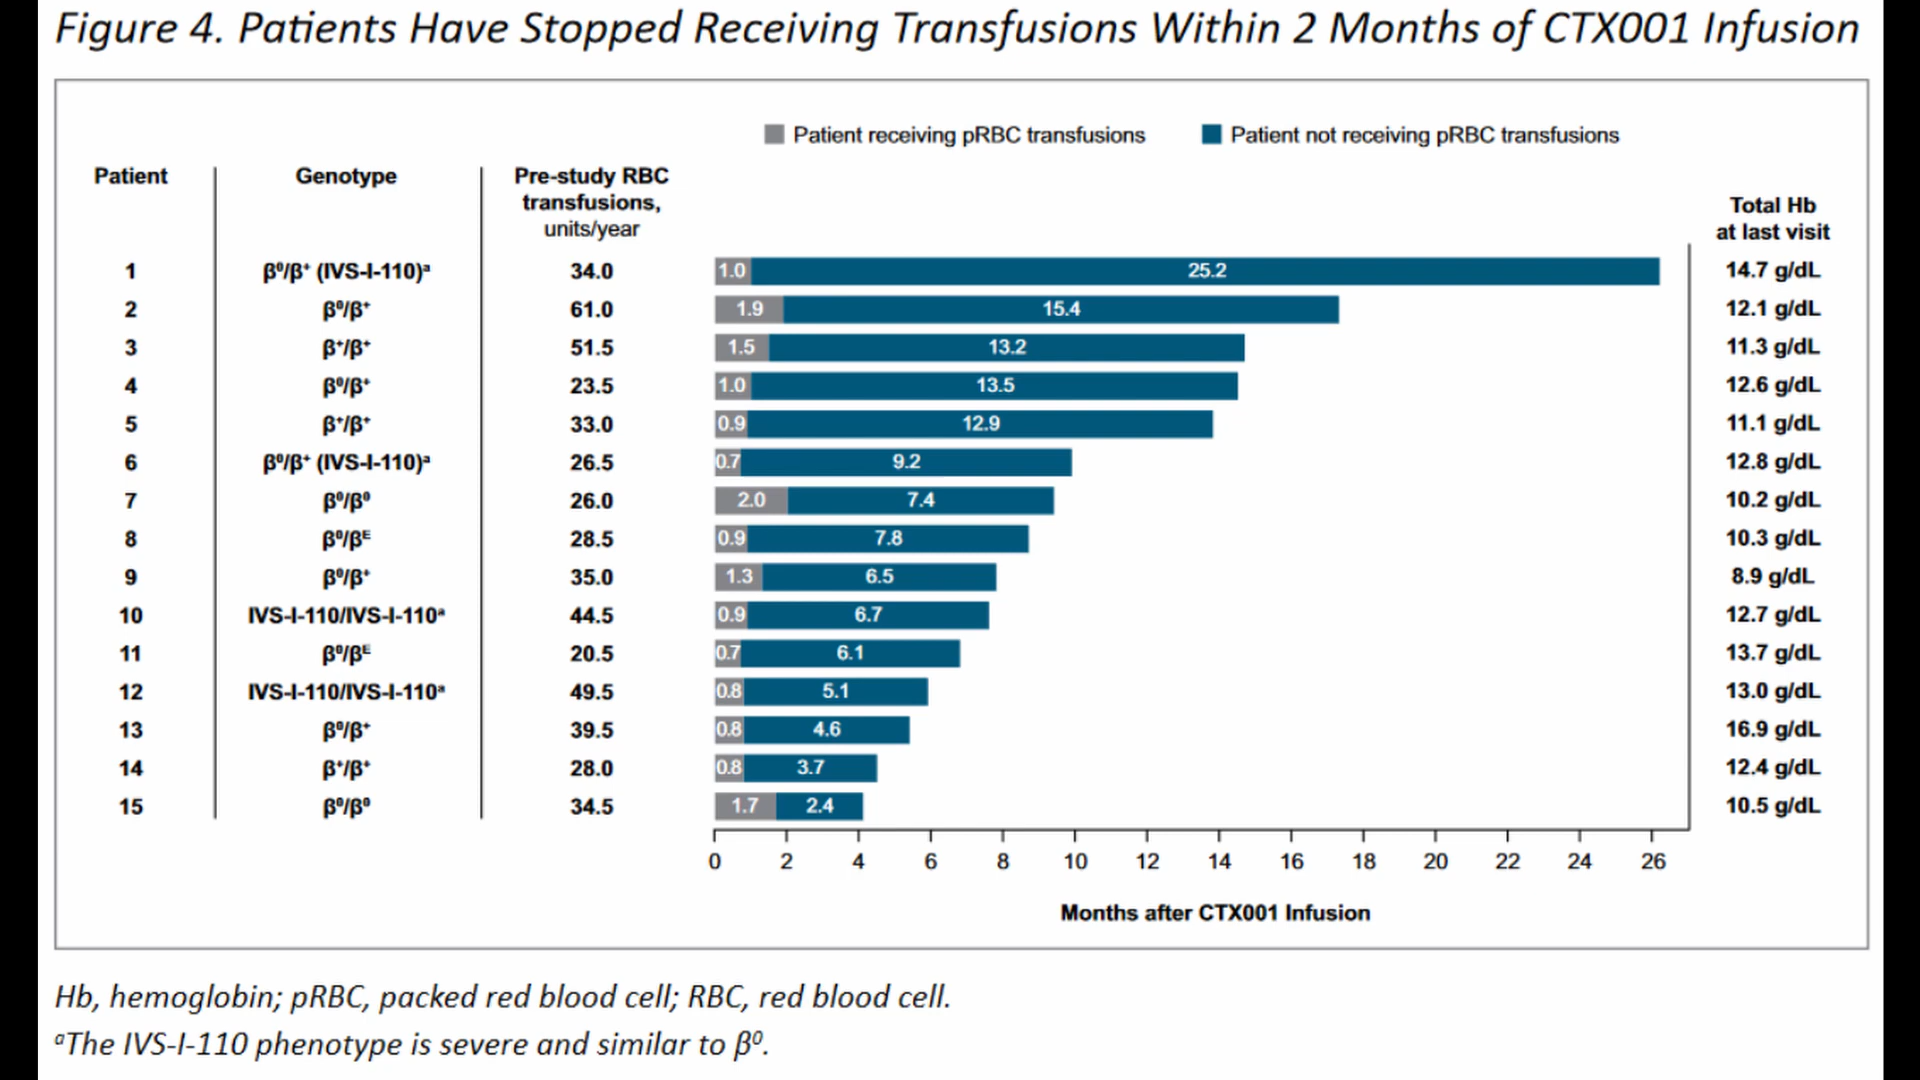 Figure 4. Patients Have Stopped Receiving Transfusions Within 2 Months of CTX001 Infusion
Patient receiving pRBC transfusions Patient not receiving pRBC transfusions
Patient Genotype Pre-study RBC
transfusions,
units/year
Total Hb
at last visit
1 β⁰/β⁺ (IVS-I-110)ᵃ 34.0 1.0 25.2 14.7 g/dL
2 β⁰/β⁺ 61.0 1.9 15.4 12.1 g/dL
3 β⁺/β⁺ 51.5 1.5 13.2 11.3 g/dL
4 β⁰/β⁺ 23.5 1.0 13.5 12.6 g/dL
5 β⁺/β⁺ 33.0 0.9 12.9 11.1 g/dL
6 β⁰/β⁺ (IVS-I-110)ᵃ 26.5 0.7 9.2 12.8 g/dL
7 β⁰/β⁰ 26.0 2.0 7.4 10.2 g/dL
8 β⁰/βᴱ 28.5 0.9 7.8 10.3 g/dL
9 β⁰/β⁺ 35.0 1.3 6.5 8.9 g/dL
10 IVS-I-110/IVS-I-110ᵃ 44.5 0.9 6.7 12.7 g/dL
11 β⁰/βᴱ 20.5 0.7 6.1 13.7 g/dL
12 IVS-I-110/IVS-I-110ᵃ 49.5 0.8 5.1 13.0 g/dL
13 β⁰/β⁺ 39.5 0.8 4.6 16.9 g/dL
14 β⁺/β⁺ 28.0 0.8 3.7 12.4 g/dL
15 β⁰/β⁰ 34.5 1.7 2.4 10.5 g/dL
0 2 4 6 8 10 12 14 16 18 20 22 24 26
Months after CTX001 Infusion
Hb, hemoglobin; pRBC, packed red blood cell; RBC, red blood cell.
ᵃThe IVS-I-110 phenotype is severe and similar to β⁰.